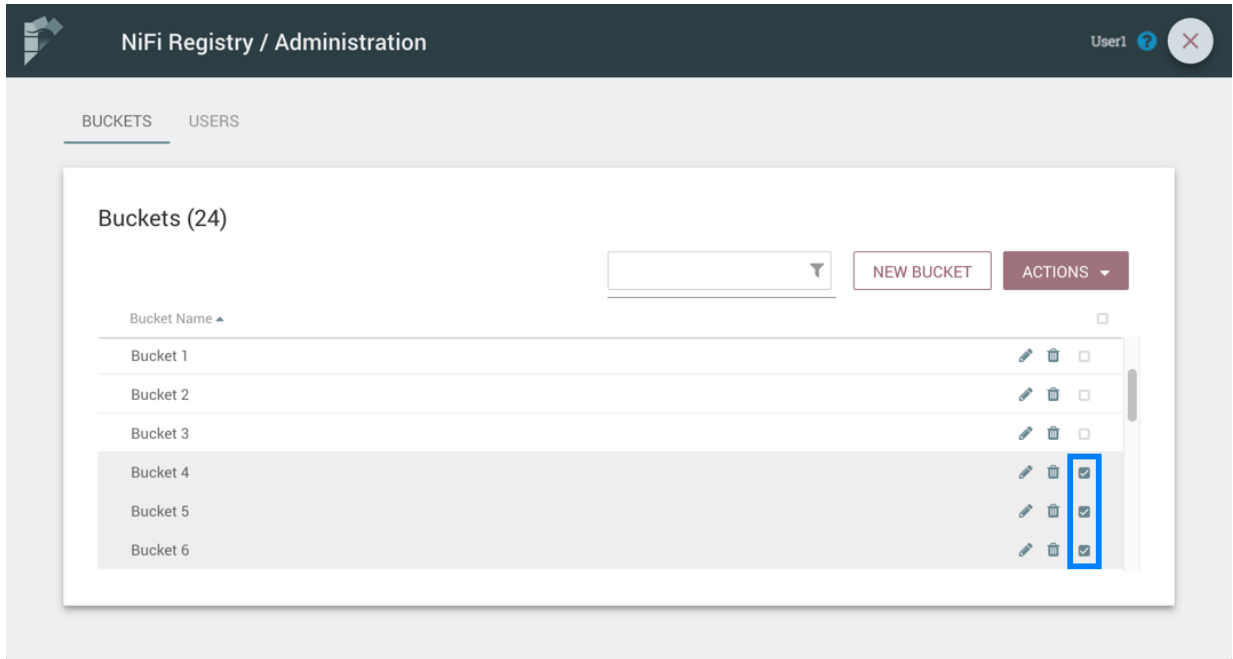 NiFi Registry / Administration
User1 ?
BUCKETS USERS
Buckets (24)
NEW BUCKET ACTIONS
Bucket Name
Bucket 1
Bucket 2
Bucket 3
Bucket 4
Bucket 5
Bucket 6